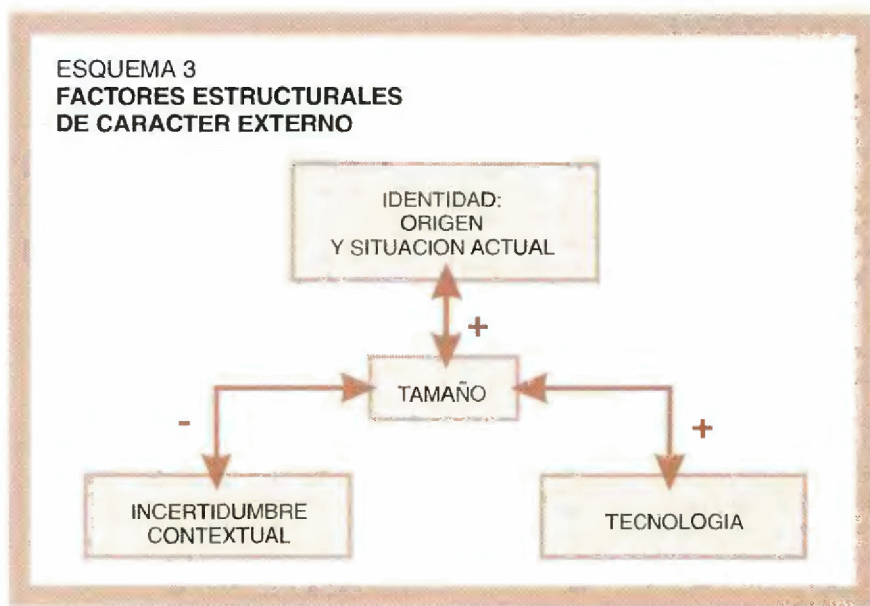 ESQUEMA 3
FACTORES ESTRUCTURALES
DE CARACTER EXTERNO
IDENTIDAD:
ORIGEN
Y SITUACION ACTUAL
+
TAMAÑO
-
+
INCERTIDUMBRE
CONTEXTUAL
TECNOLOGIA